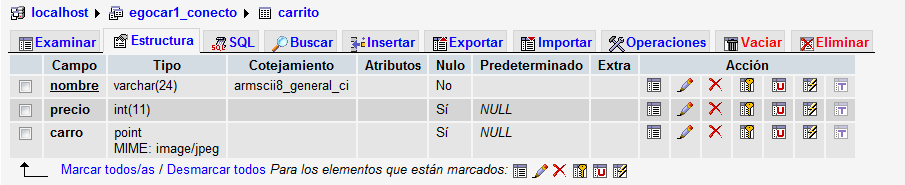 localhost egocar1_conecto carrito
Examinar Estructura SQL Buscar Insertar Exportar Importar Operaciones Vaciar Eliminar
Campo Tipo Cotejamiento Atributos Nulo Predeterminado Extra Acción
nombre varchar(24) armscii8_general_ci No
precio int(11) Sí NULL
carro point Sí NULL
MIME: image/jpeg
Marcar todos/as / Desmarcar todos Para los elementos que están marcados: